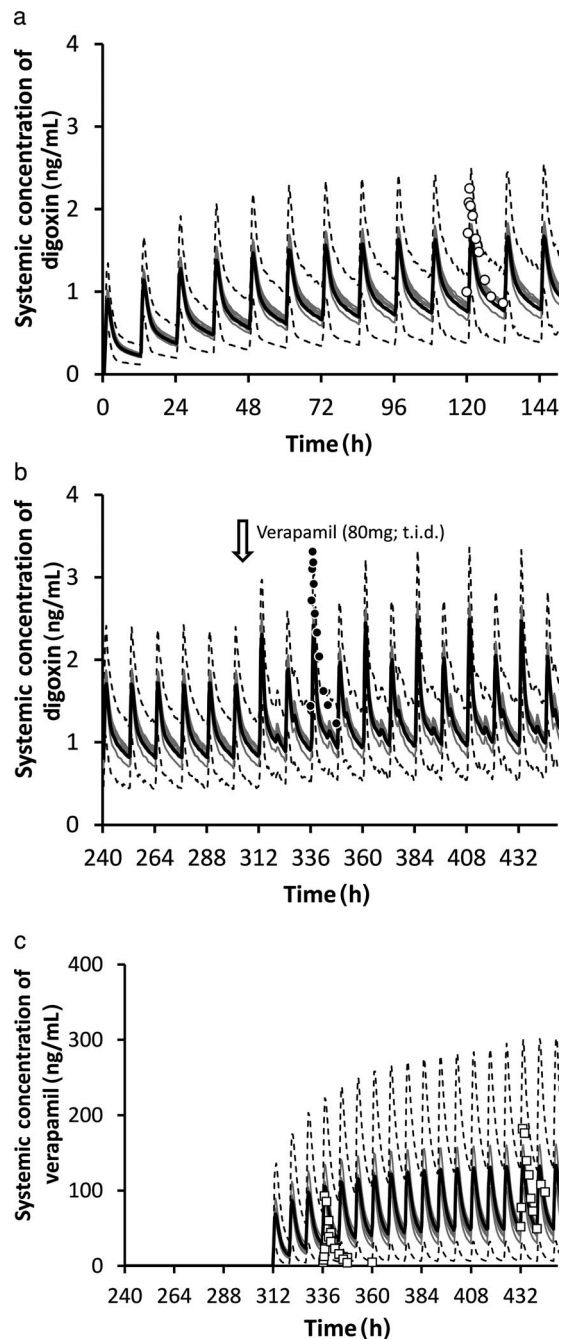 a
Systemic concentration of
digoxin (ng/mL)
4
3
2
1
0
0 24 48 72 96 120 144
Time (h)
b
Systemic concentration of
digoxin (ng/mL)
4
3
2
1
0
Verapamil (80mg; t.i.d.)
240 264 288 312 336 360 384 408 432
Time (h)
c
Systemic concentration of
verapamil (ng/mL)
400
300
200
100
0
240 264 288 312 336 360 384 408 432
Time (h)